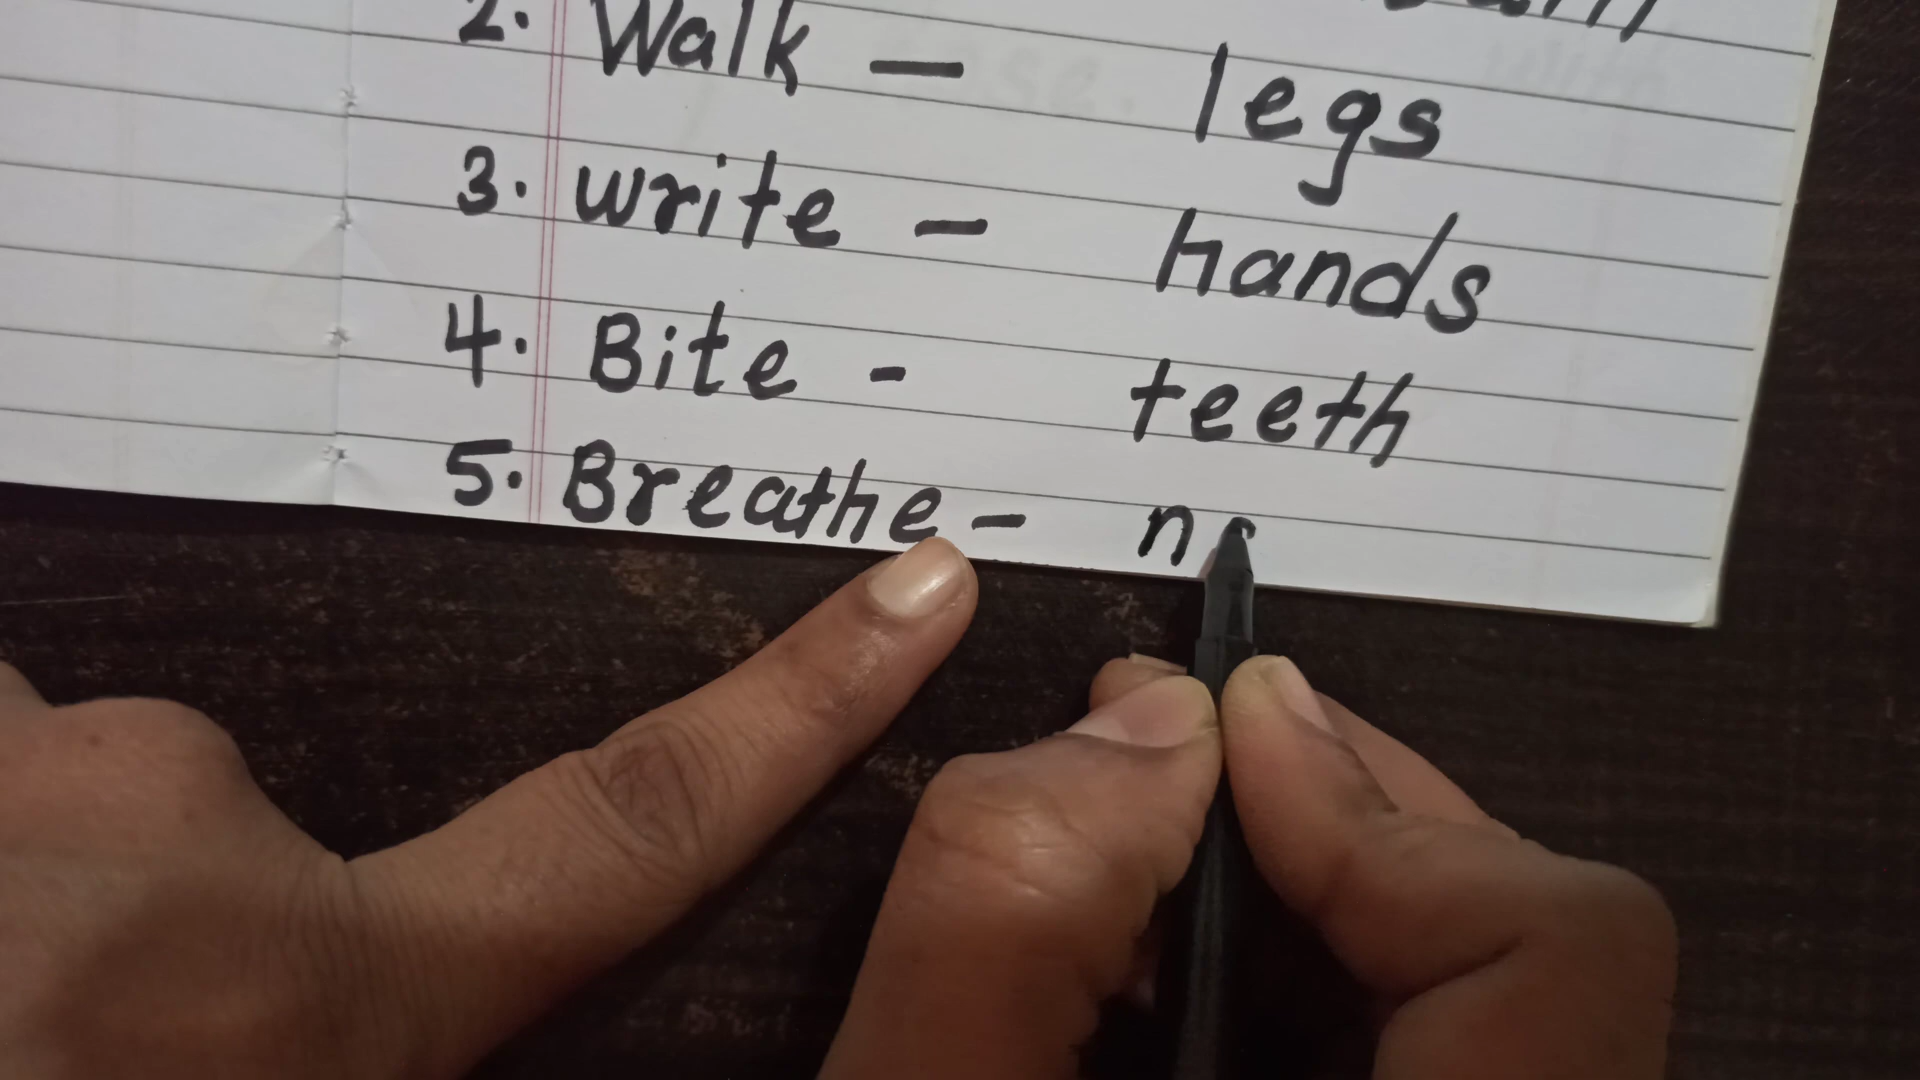 2. Walk — legs
3. write - hands
4. Bite - teeth
5. Breathe - n